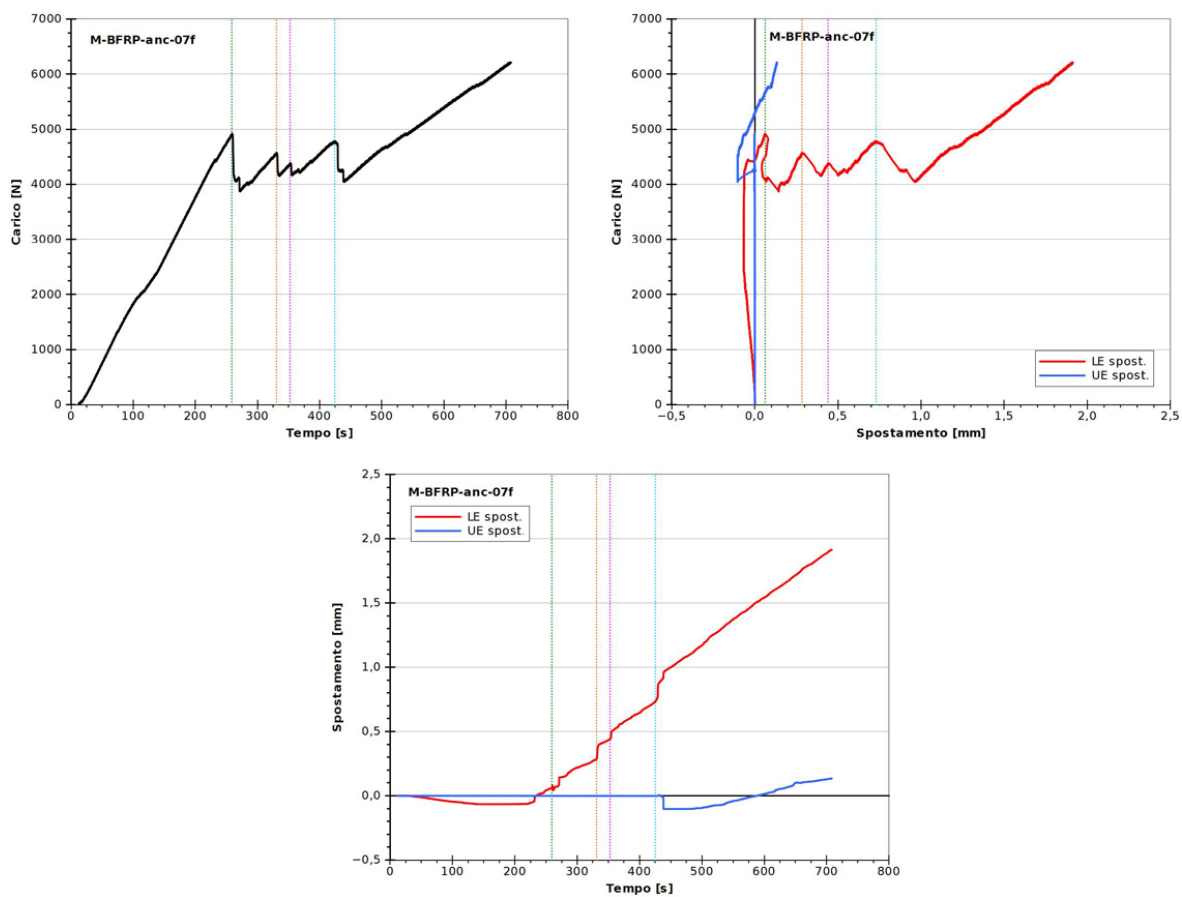 M-BFRP-anc-07f
Carico [N]
7000
6000
5000
4000
3000
2000
1000
0
0 100 200 300 400 500 600 700 800
Tempo [s]
M-BFRP-anc-07f
Carico [N]
7000
6000
5000
4000
3000
2000
1000
0
LE spost.
UE spost.
−0,5 0,0 0,5 1,0 1,5 2,0 2,5
Spostamento [mm]
M-BFRP-anc-07f
LE spost.
UE spost.
Spostamento [mm]
2,5
2,0
1,5
1,0
0,5
0,0
−0,5
0 100 200 300 400 500 600 700 800
Tempo [s]